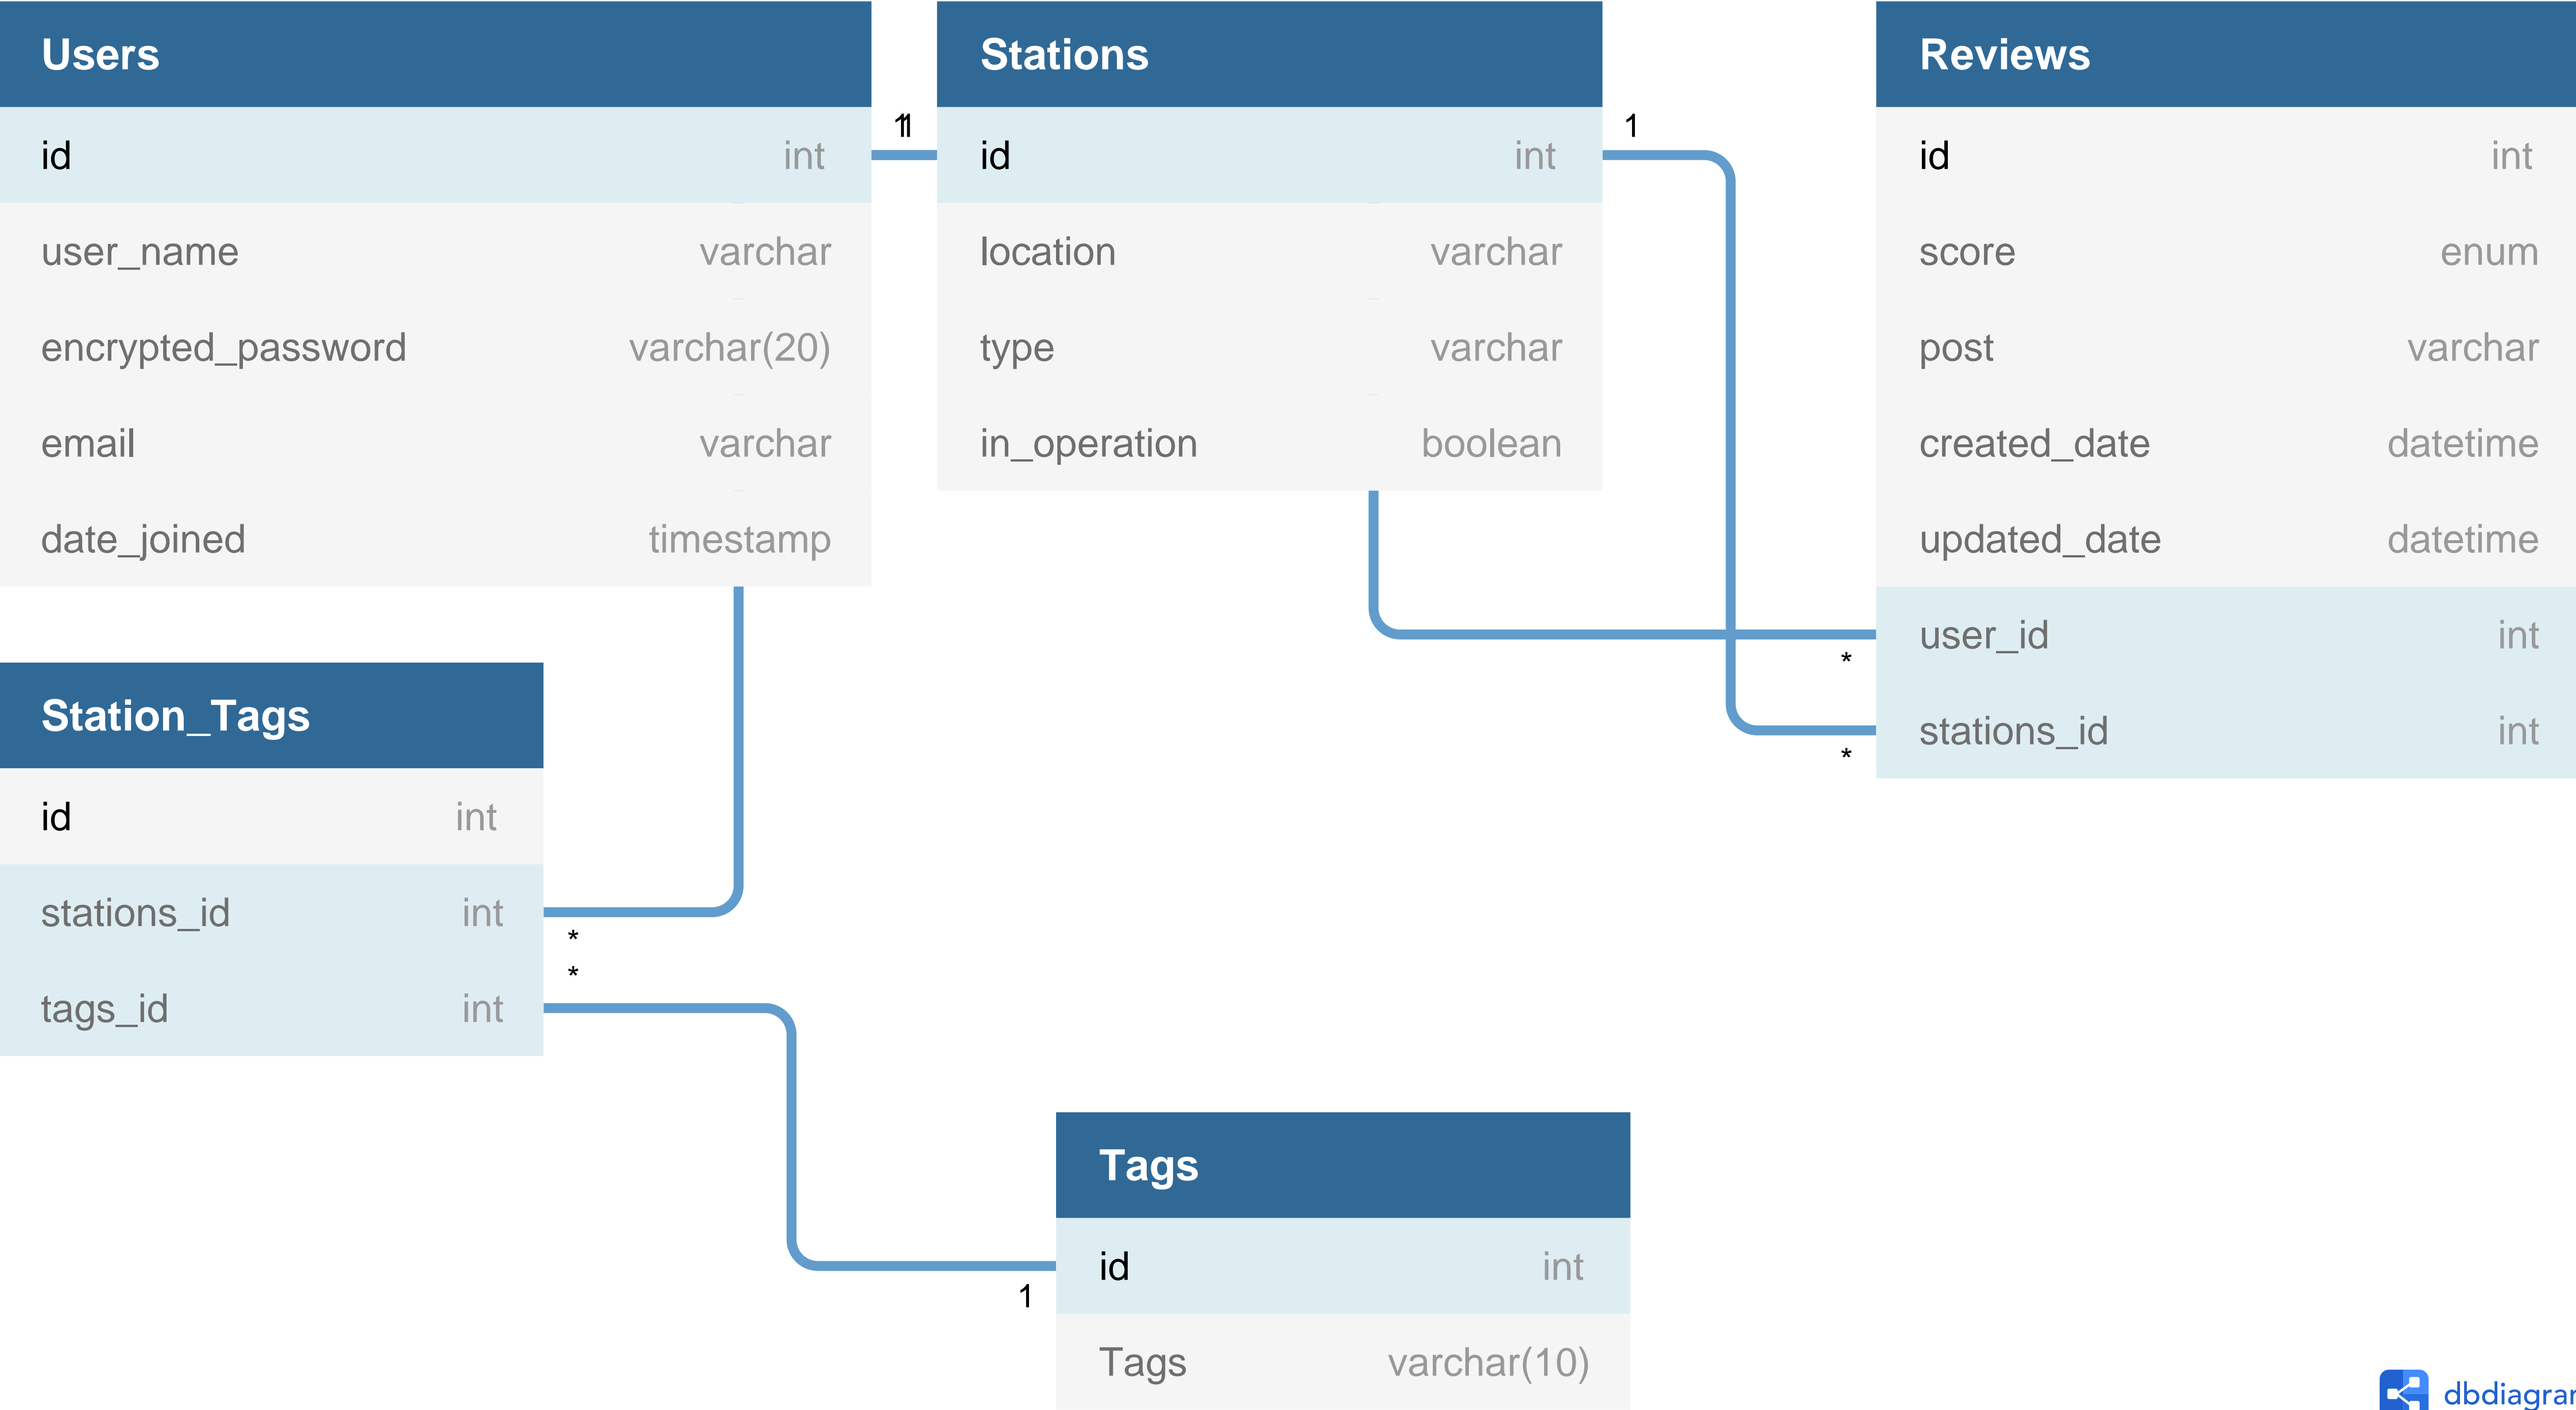 Users
id int
user_name varchar
encrypted_password varchar(20)
email varchar
date_joined timestamp
1
1
Stations
id int
location varchar
type varchar
in_operation boolean
1
Reviews
id int
score enum
post varchar
created_date datetime
updated_date datetime
user_id int
stations_id int
*
*
Station_Tags
id int
stations_id int
tags_id int
*
*
1
Tags
id int
Tags varchar(10)